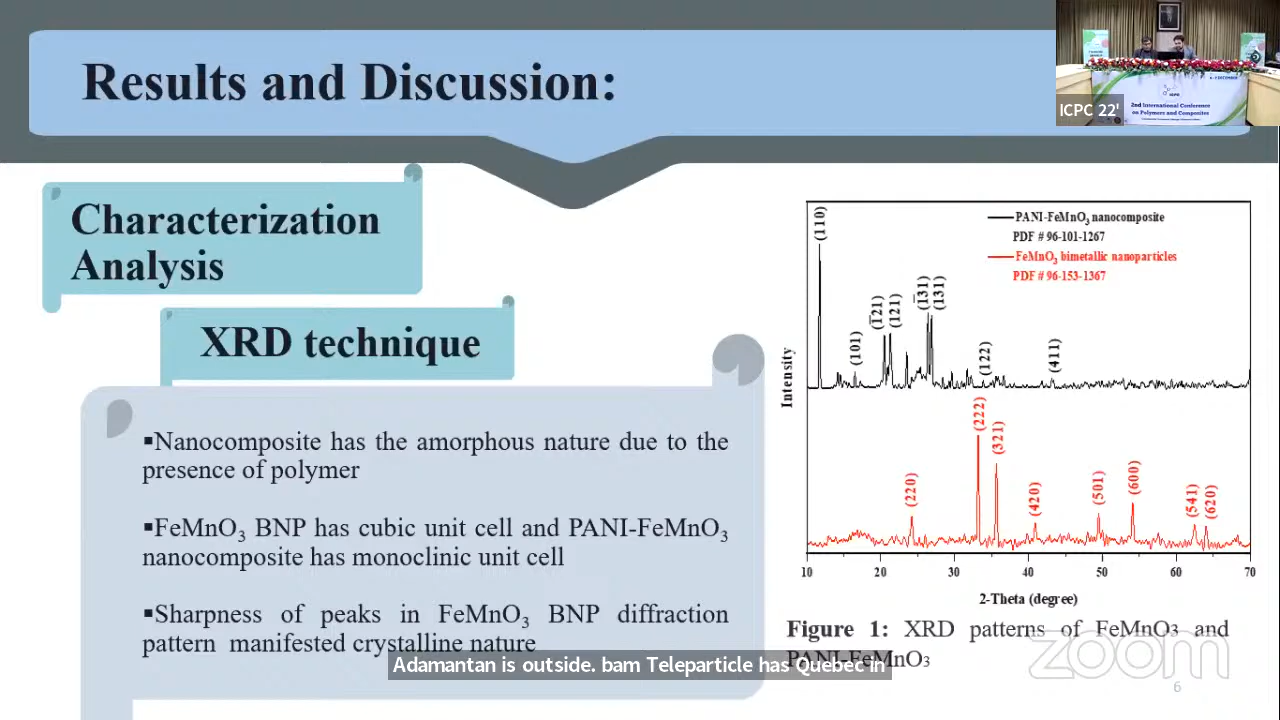 Results and Discussion:
ICPC 22'
2nd International Conference
on Polymers and Composites
Characterization
Analysis
XRD technique
▪Nanocomposite has the amorphous nature due to the
presence of polymer
▪FeMnO3 BNP has cubic unit cell and PANI-FeMnO3
nanocomposite has monoclinic unit cell
▪Sharpness of peaks in FeMnO3 BNP diffraction
pattern manifested crystalline nature
Intensity
(110)
(101)
(1̅21)
(121)
(1̅31)
(131)
(122)
(411)
PANI-FeMnO3 nanocomposite
PDF # 96-101-1267
FeMnO3 bimetallic nanoparticles
PDF # 96-153-1367
(220)
(222)
(321)
(420)
(501)
(600)
(541)
(620)
10 20 30 40 50 60 70
2-Theta (degree)
Figure 1: XRD patterns of FeMnO3 and
PANI-FeMnO3
Adamantan is outside. bam Teleparticle has Quebec in
zoom
6